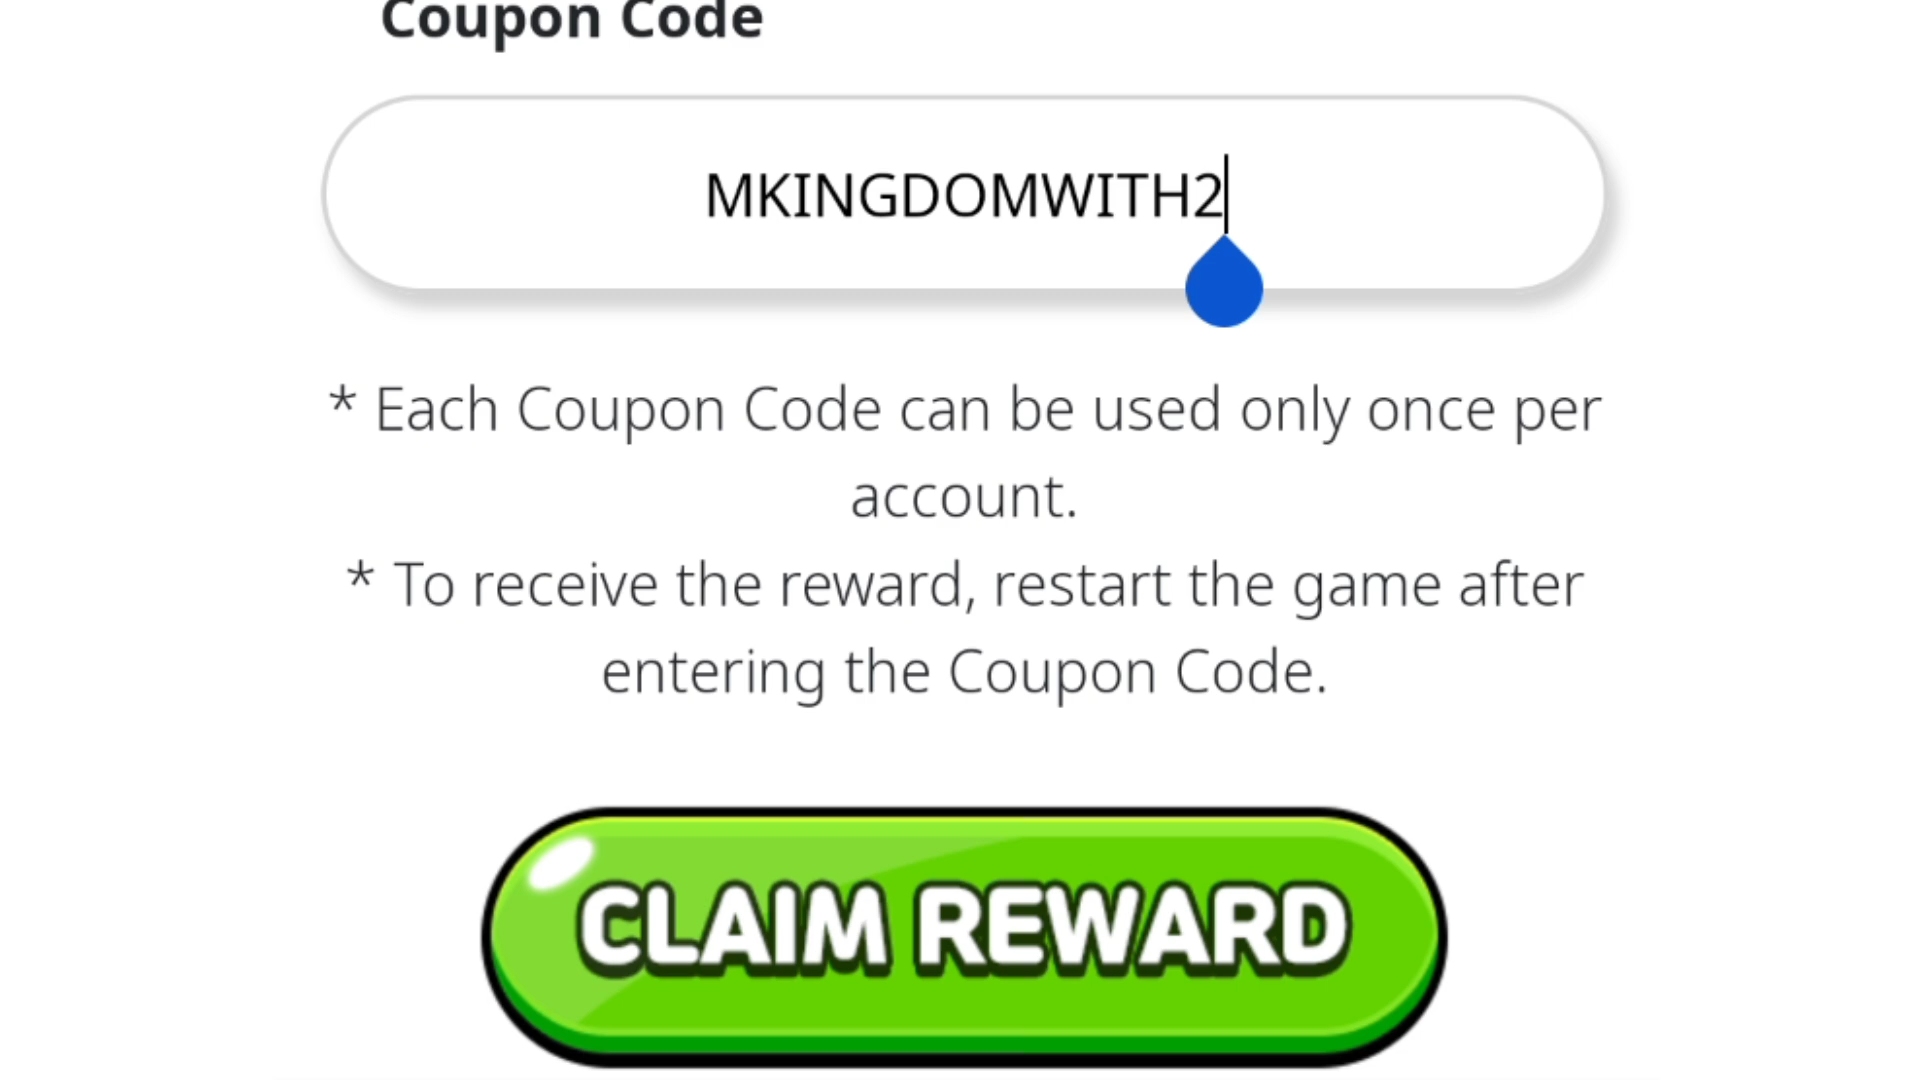 Coupon Code
MKINGDOMWITH2
* Each Coupon Code can be used only once per
account.
* To receive the reward, restart the game after
entering the Coupon Code.
CLAIM REWARD